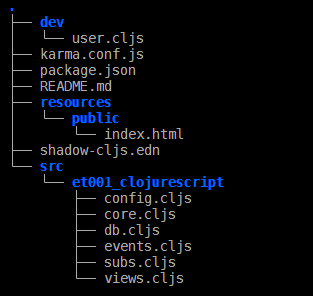 .
├── dev
│   └── user.cljs
├── karma.conf.js
├── package.json
├── README.md
├── resources
│   └── public
│       └── index.html
├── shadow-cljs.edn
└── src
    └── et001_clojurescript
        ├── config.cljs
        ├── core.cljs
        ├── db.cljs
        ├── events.cljs
        ├── subs.cljs
        └── views.cljs